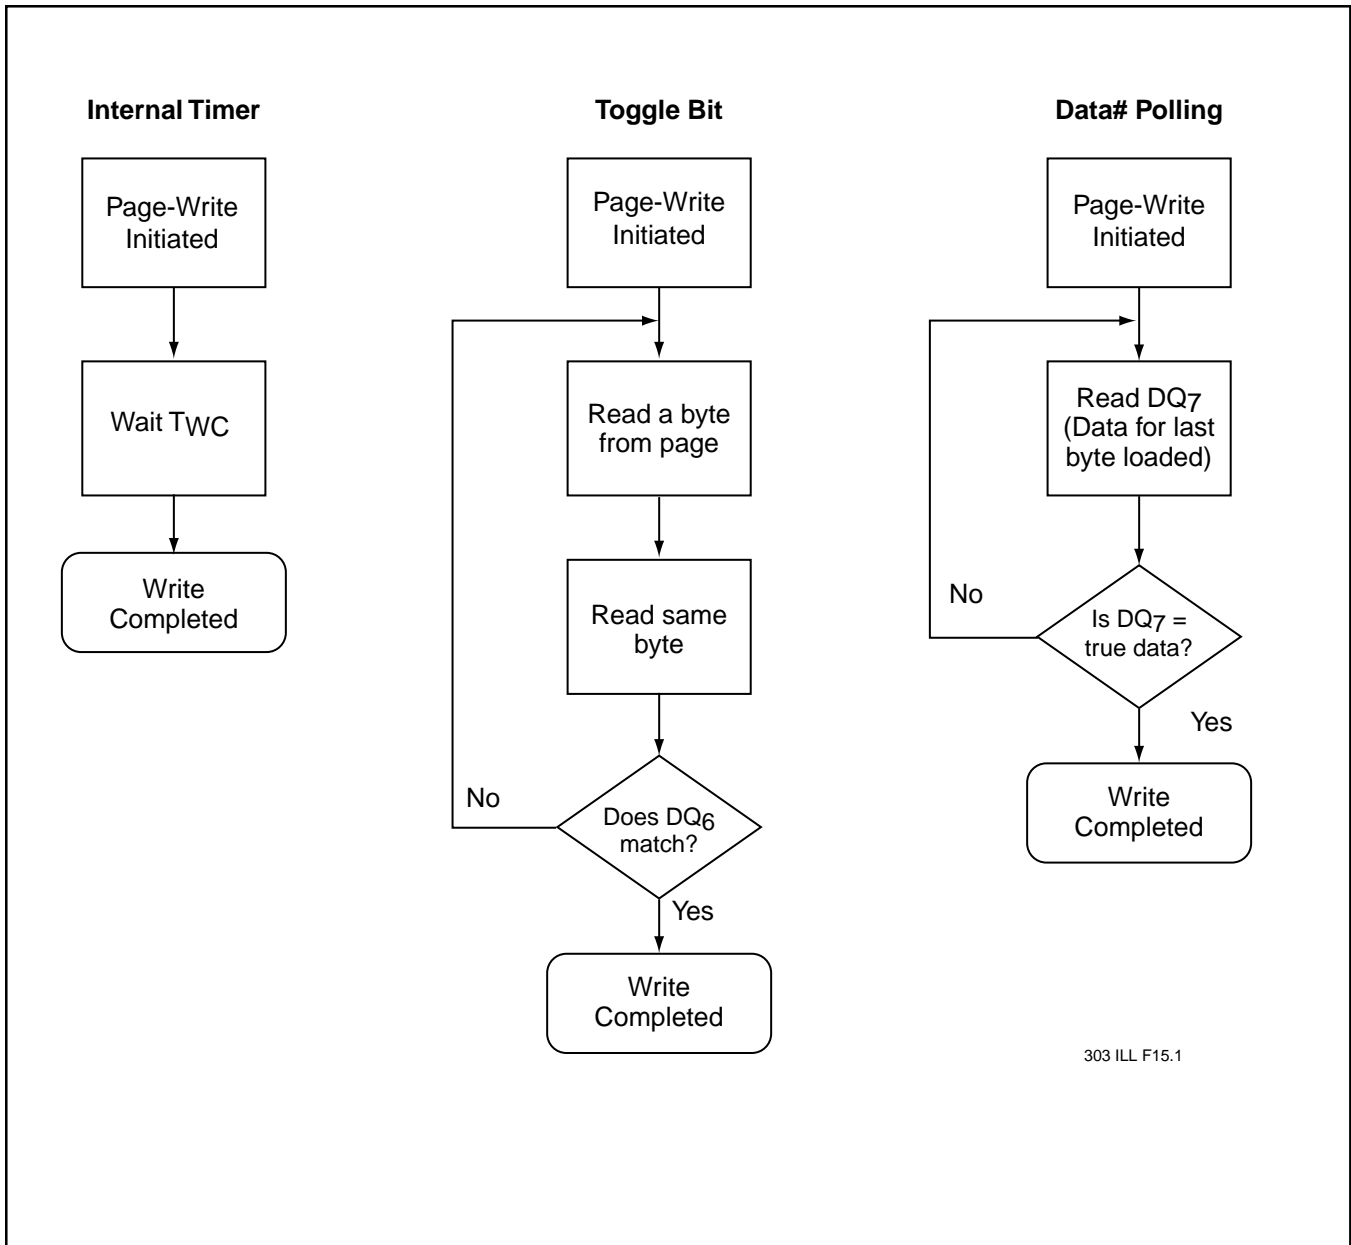 Internal Timer
Page-Write
Initiated
Wait TWC
Write
Completed
Toggle Bit
Page-Write
Initiated
Read a byte
from page
Read same
byte
Does DQ6
match?
No
Yes
Write
Completed
Data# Polling
Page-Write
Initiated
Read DQ7
(Data for last
byte loaded)
Is DQ7 =
true data?
No
Yes
Write
Completed
303 ILL F15.1